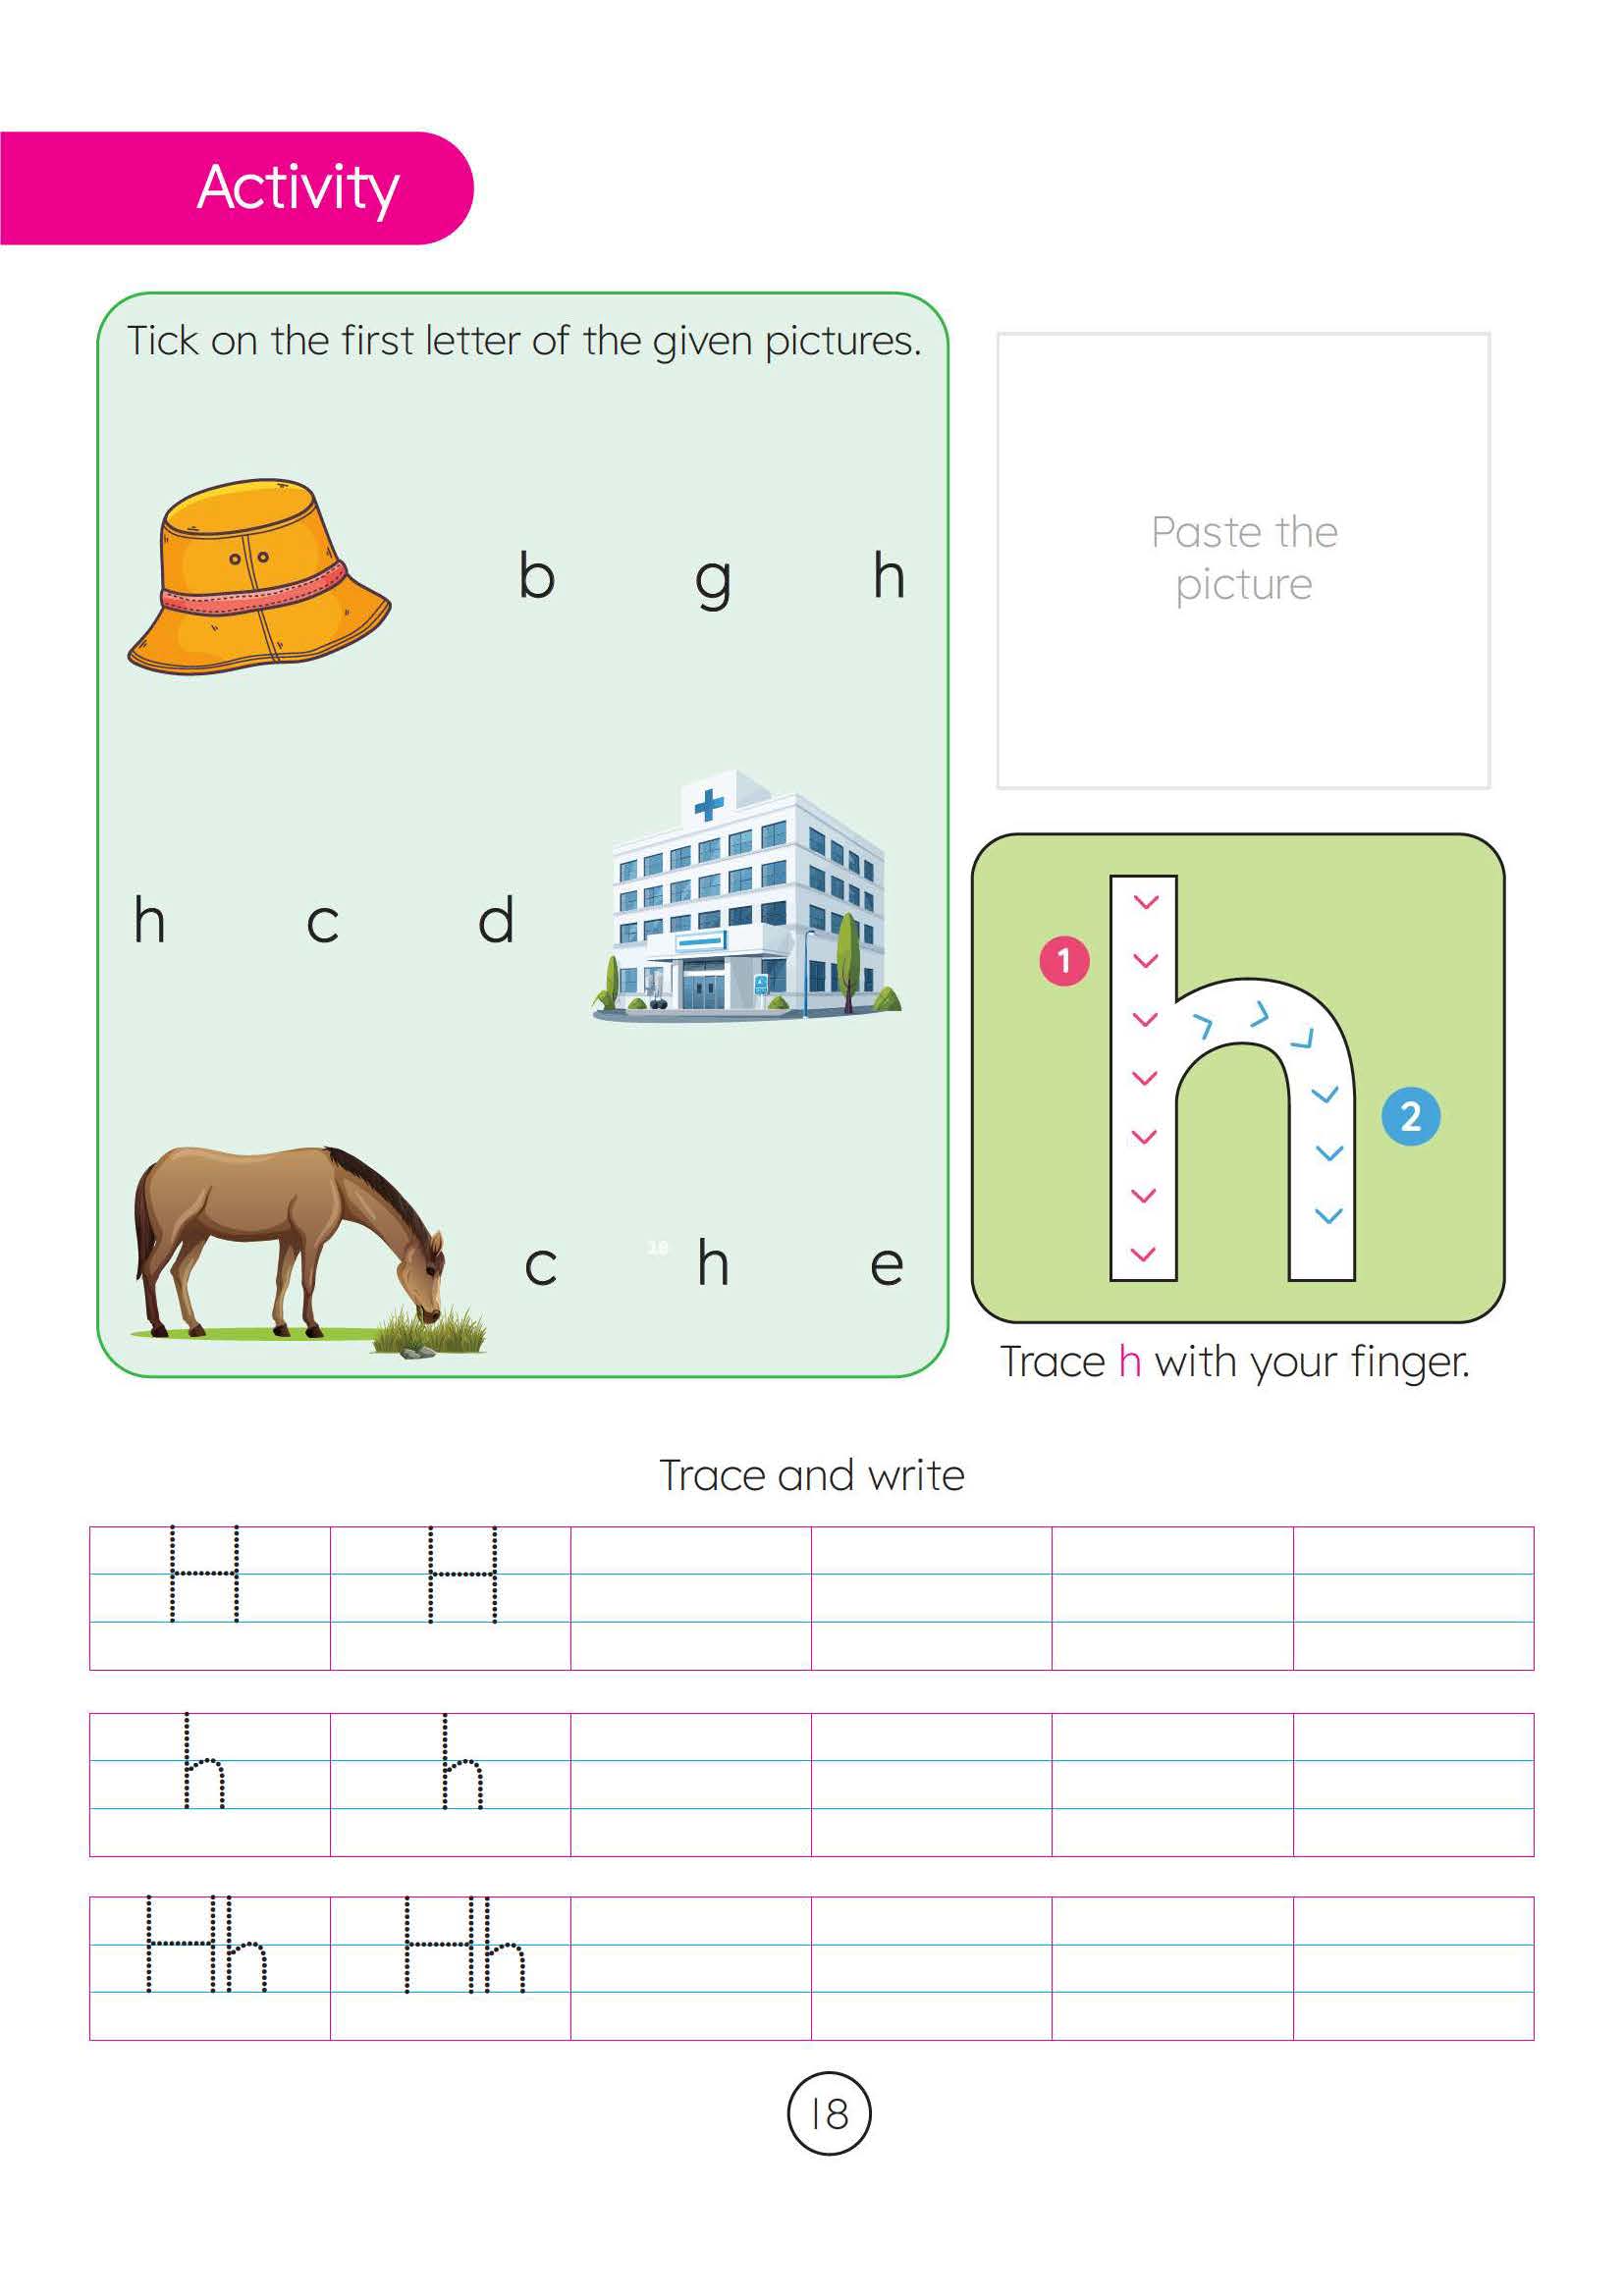 Activity
Tick on the first letter of the given pictures.
b g h
h c d
18
c h e
Paste the
picture
1
2
Trace h with your finger.
Trace and write
H H
h h
Hh Hh
18